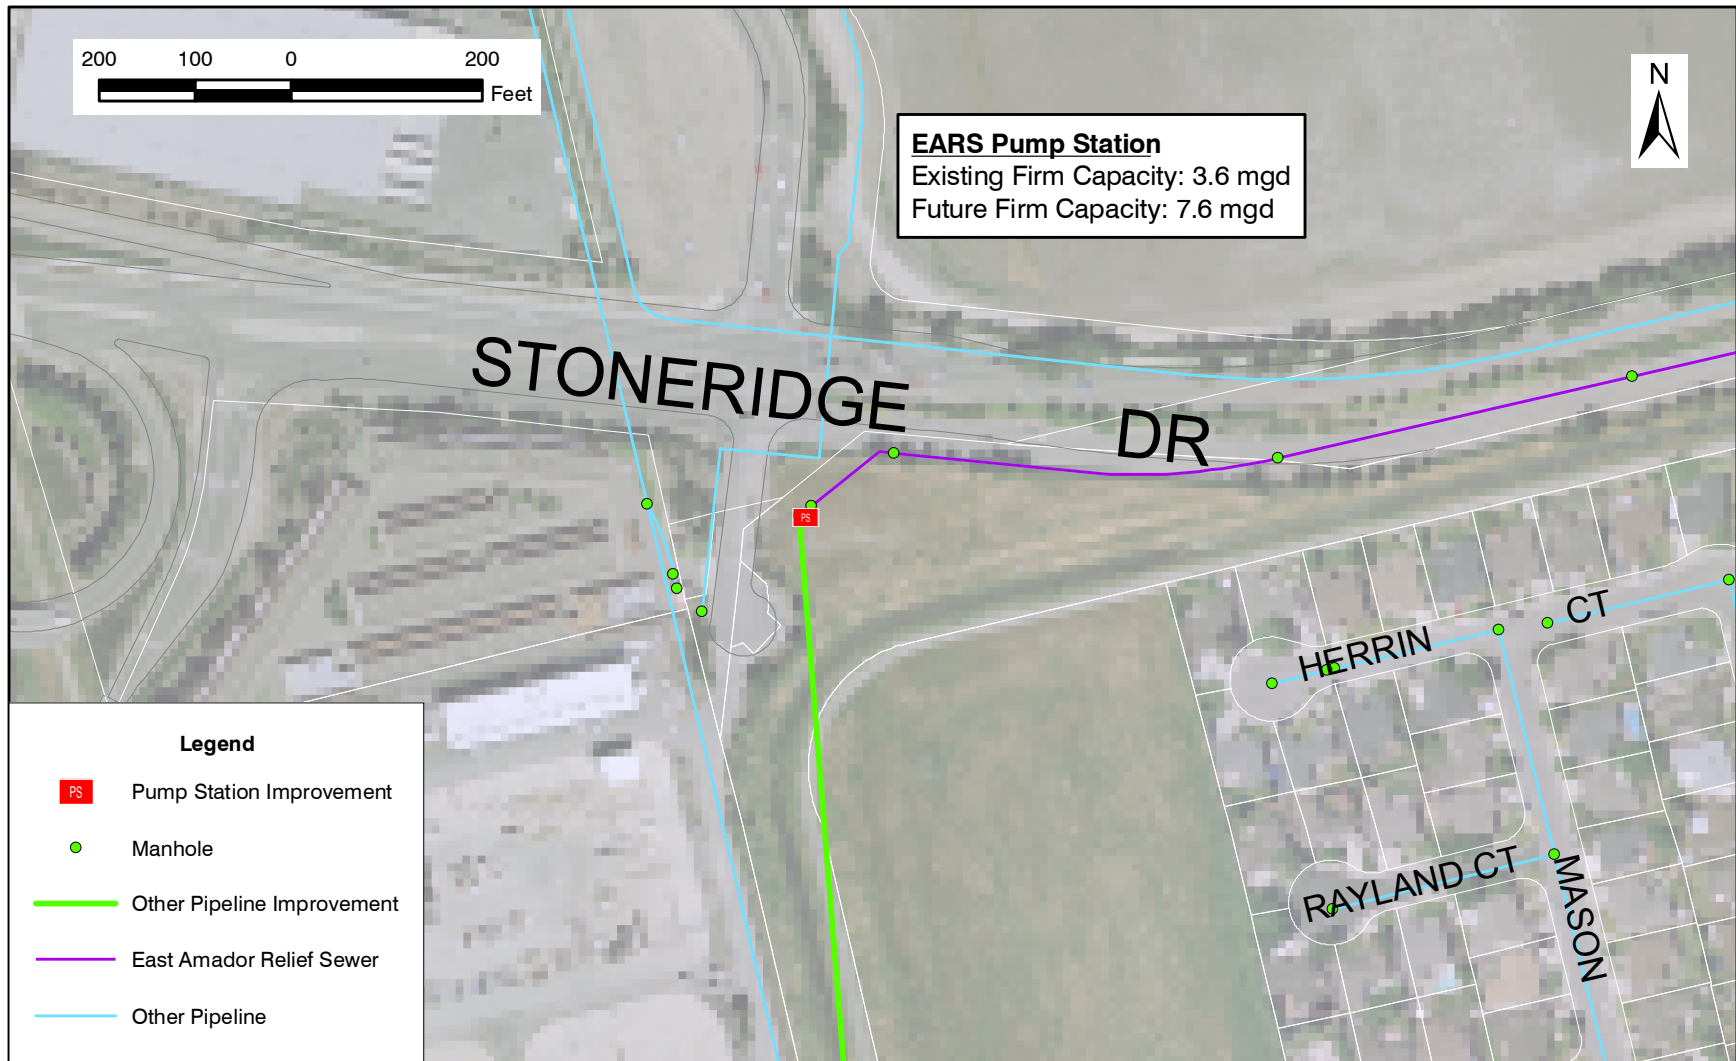 200 100 0 200
Feet
N
EARS Pump Station
Existing Firm Capacity: 3.6 mgd
Future Firm Capacity: 7.6 mgd
STONERIDGE DR
PS
HERRIN CT
RAYLAND CT
MASON
Legend
PS Pump Station Improvement
Manhole
Other Pipeline Improvement
East Amador Relief Sewer
Other Pipeline